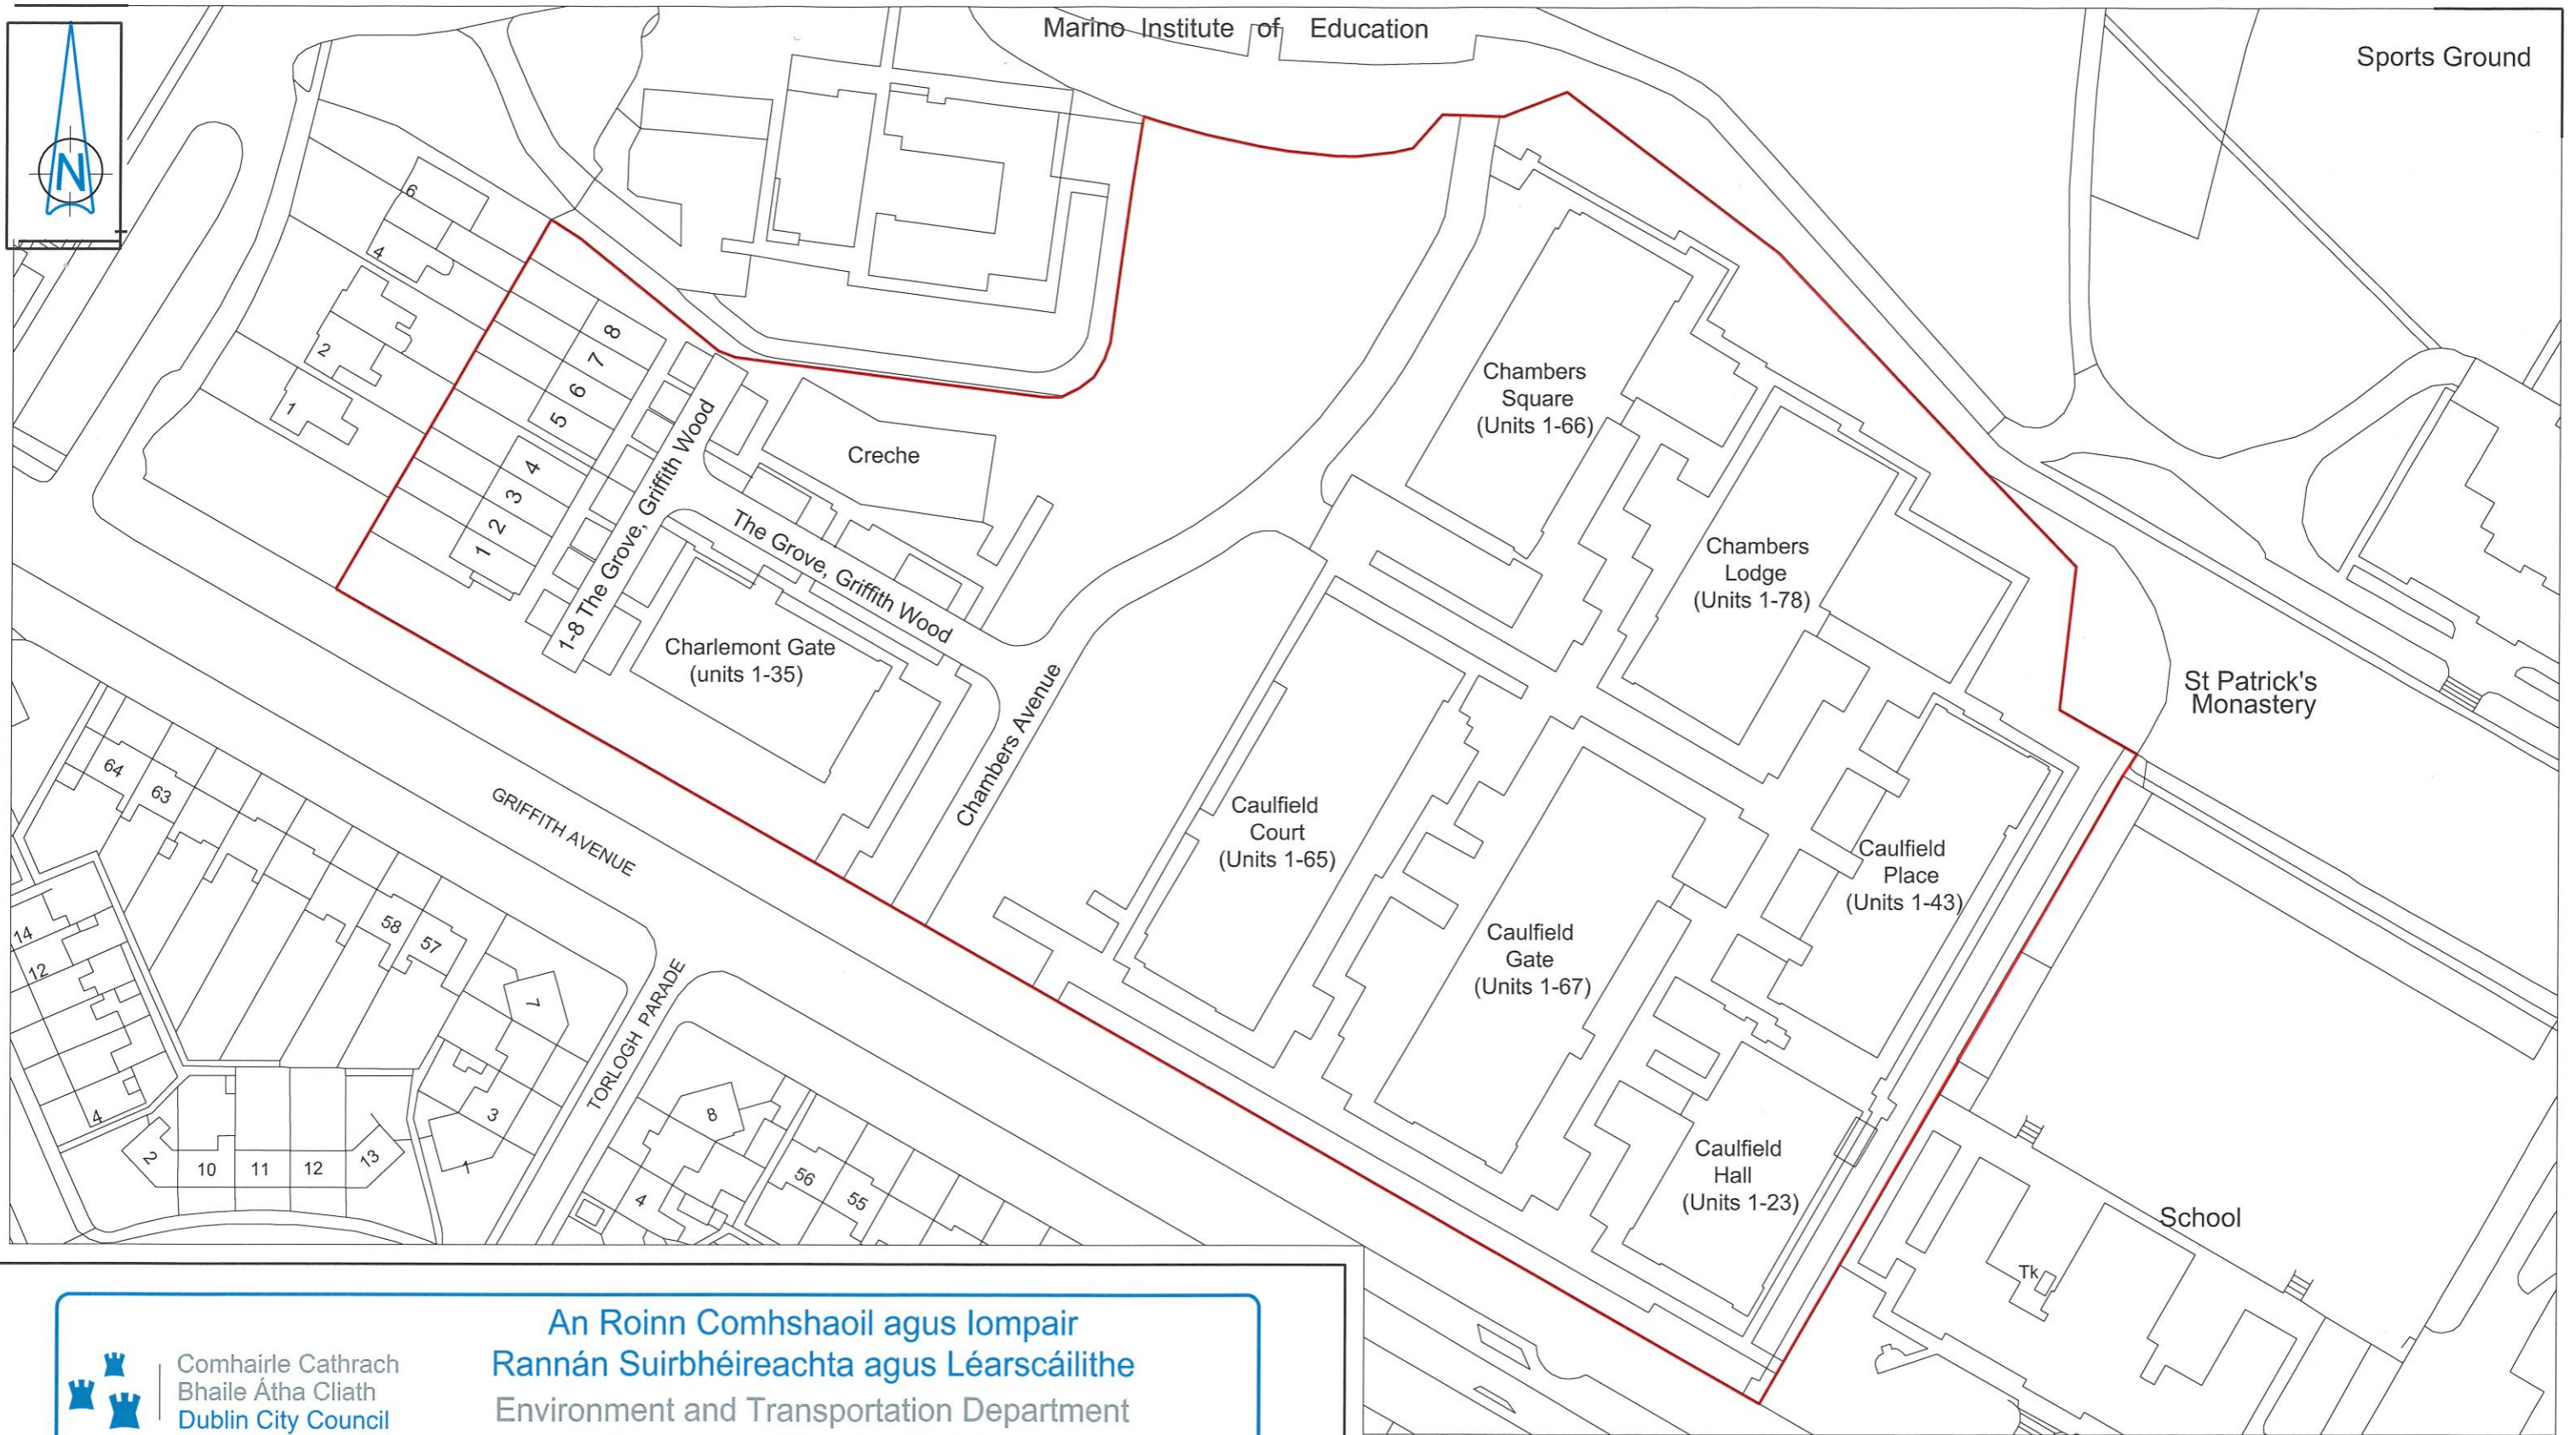 Marino Institute of Education
Sports Ground
N
6
4
2
1
8
7
6
5
4
3
2
1
1-8 The Grove, Griffith Wood
Creche
The Grove, Griffith Wood
Charlemont Gate
(units 1-35)
Chambers Avenue
Chambers
Square
(Units 1-66)
Chambers
Lodge
(Units 1-78)
St Patrick's
Monastery
Caulfield
Court
(Units 1-65)
Caulfield
Gate
(Units 1-67)
Caulfield
Place
(Units 1-43)
Caulfield
Hall
(Units 1-23)
School
Tk
GRIFFITH AVENUE
TORLOGH PARADE
64
63
58
57
14
12
4
7
3
1
2
10
11
12
13
8
4
56
55
Comhairle Cathrach
Bhaile Átha Cliath
Dublin City Council
An Roinn Comhshaoil agus Iompair
Rannán Suirbhéireachta agus Léarscáilithe
Environment and Transportation Department